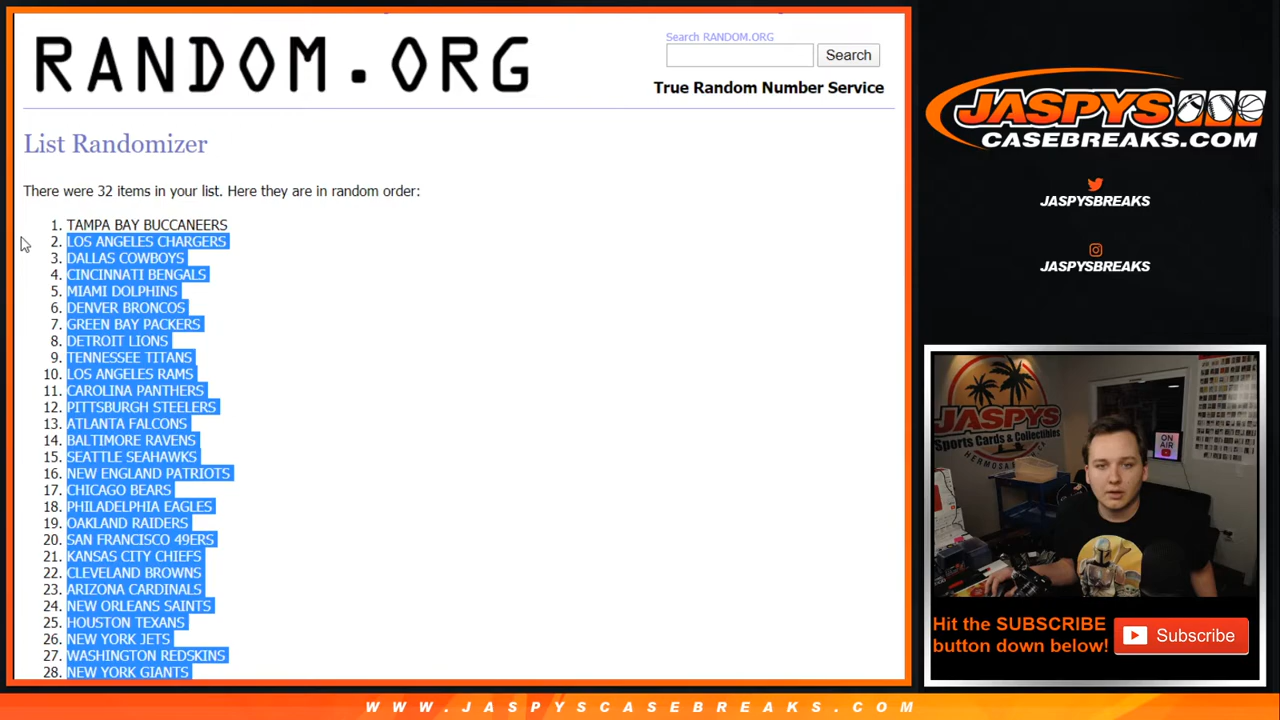 RANDOM.ORG
Search RANDOM.ORG
Search
True Random Number Service
List Randomizer
There were 32 items in your list. Here they are in random order:
1. TAMPA BAY BUCCANEERS
2. LOS ANGELES CHARGERS
3. DALLAS COWBOYS
4. CINCINNATI BENGALS
5. MIAMI DOLPHINS
6. DENVER BRONCOS
7. GREEN BAY PACKERS
8. DETROIT LIONS
9. TENNESSEE TITANS
10. LOS ANGELES RAMS
11. CAROLINA PANTHERS
12. PITTSBURGH STEELERS
13. ATLANTA FALCONS
14. BALTIMORE RAVENS
15. SEATTLE SEAHAWKS
16. NEW ENGLAND PATRIOTS
17. CHICAGO BEARS
18. PHILADELPHIA EAGLES
19. OAKLAND RAIDERS
20. SAN FRANCISCO 49ERS
21. KANSAS CITY CHIEFS
22. CLEVELAND BROWNS
23. ARIZONA CARDINALS
24. NEW ORLEANS SAINTS
25. HOUSTON TEXANS
26. NEW YORK JETS
27. WASHINGTON REDSKINS
28. NEW YORK GIANTS
JASPYS
CASEBREAKS.COM
JASPYSBREAKS
JASPYSBREAKS
JASPYS
Sports Cards & Collectibles
HERMOSA
ON
AIR
Hit the SUBSCRIBE
button down below!
Subscribe
WWW.JASPYSCASEBREAKS.COM